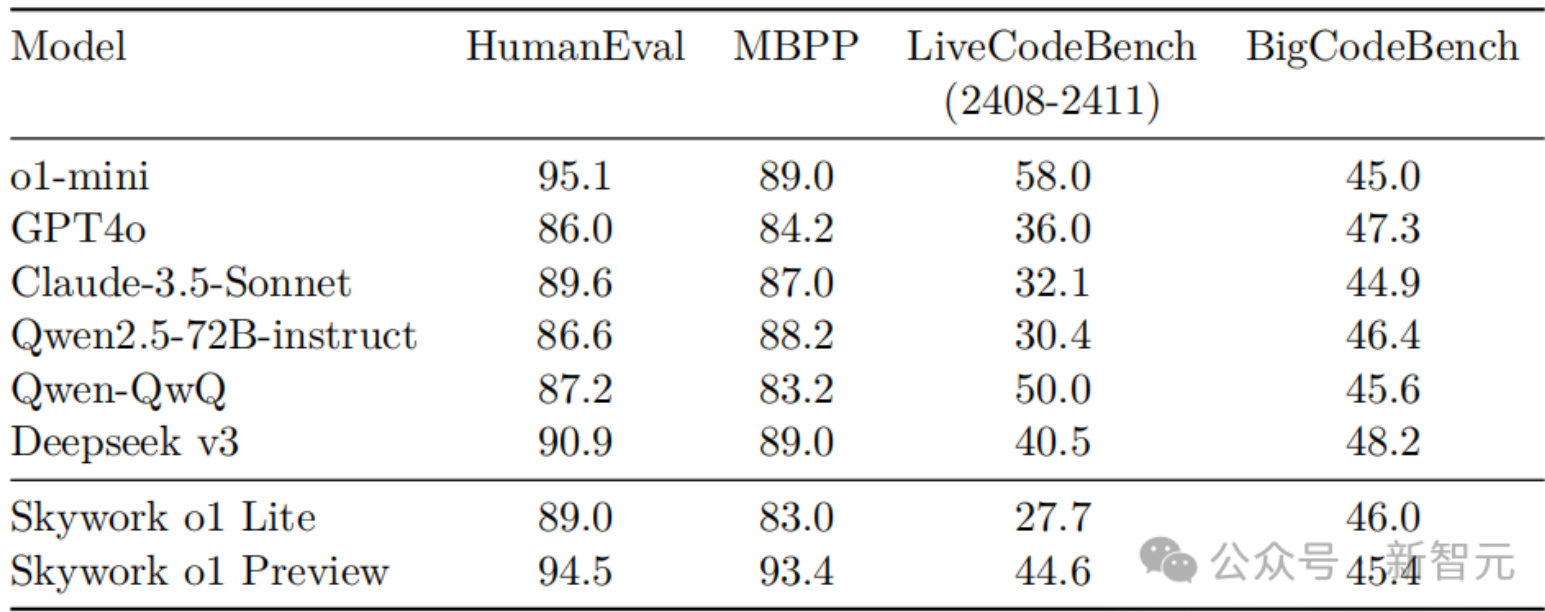 Model HumanEval MBPP LiveCodeBench BigCodeBench
(2408-2411)
o1-mini 95.1 89.0 58.0 45.0
GPT4o 86.0 84.2 36.0 47.3
Claude-3.5-Sonnet 89.6 87.0 32.1 44.9
Qwen2.5-72B-instruct 86.6 88.2 30.4 46.4
Qwen-QwQ 87.2 83.2 50.0 45.6
Deepseek v3 90.9 89.0 40.5 48.2
Skywork o1 Lite 89.0 83.0 27.7 46.0
Skywork o1 Preview 94.5 93.4 44.6 45.4
公众号 新智元